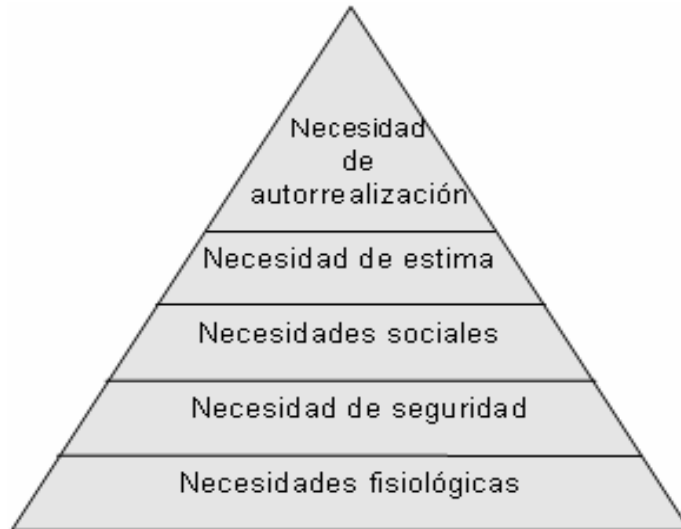 Necesidad
de
autorrealización
Necesidad de estima
Necesidades sociales
Necesidad de seguridad
Necesidades fisiológicas